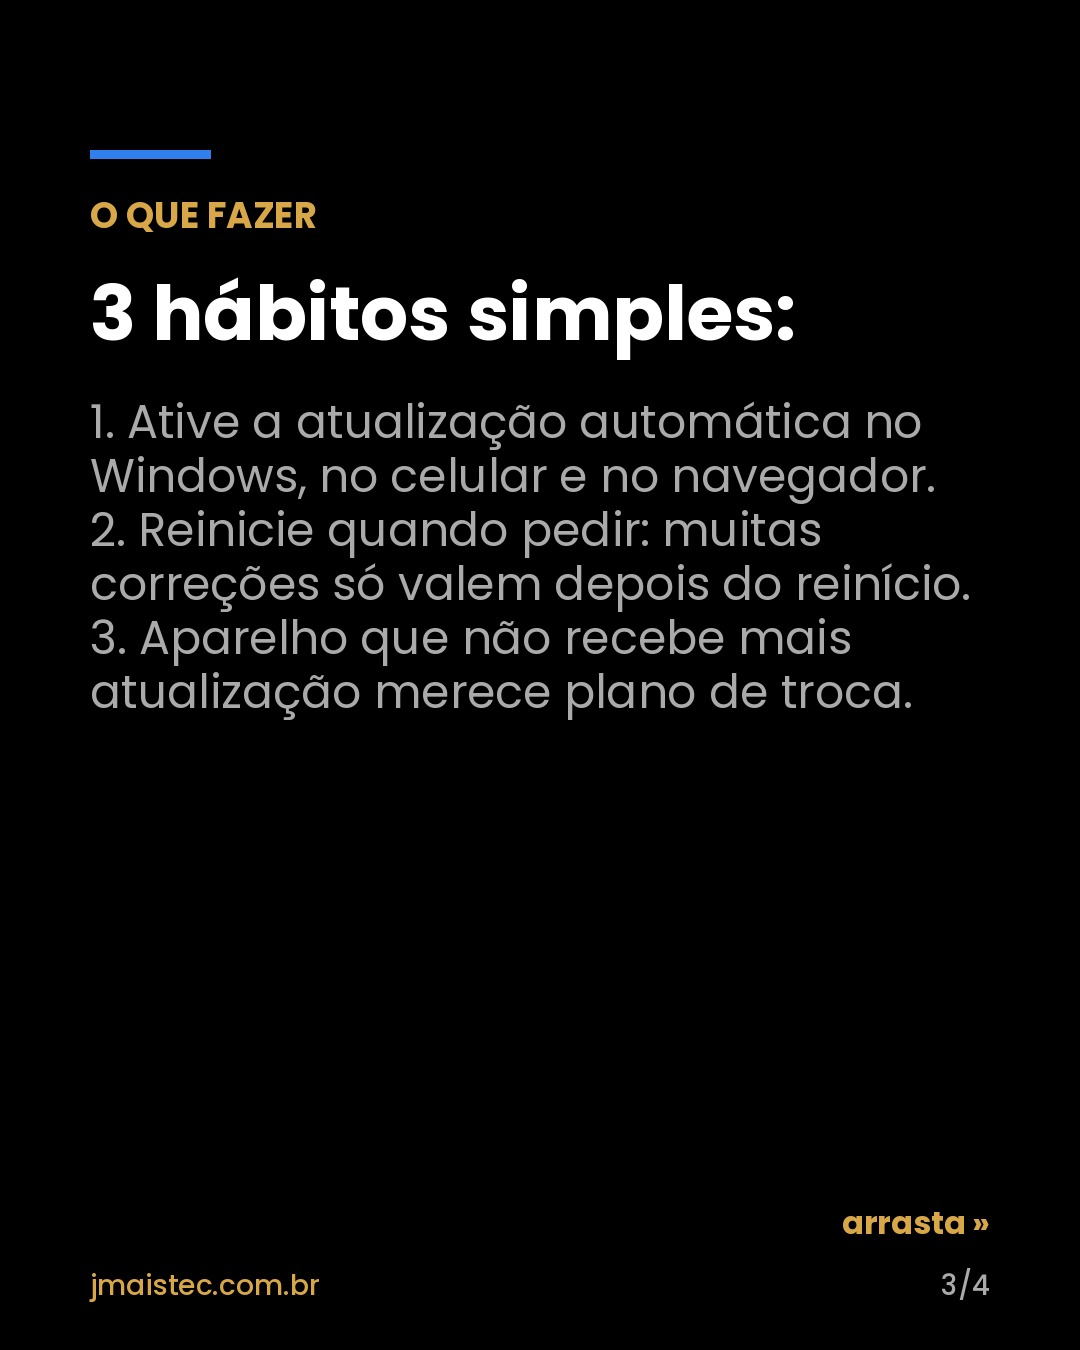 O QUE FAZER
3 hábitos simples:
1. Ative a atualização automática no
Windows, no celular e no navegador.
2. Reinicie quando pedir: muitas
correções só valem depois do reinício.
3. Aparelho que não recebe mais
atualização merece plano de troca.
arrasta »
jmaistec.com.br
3/4